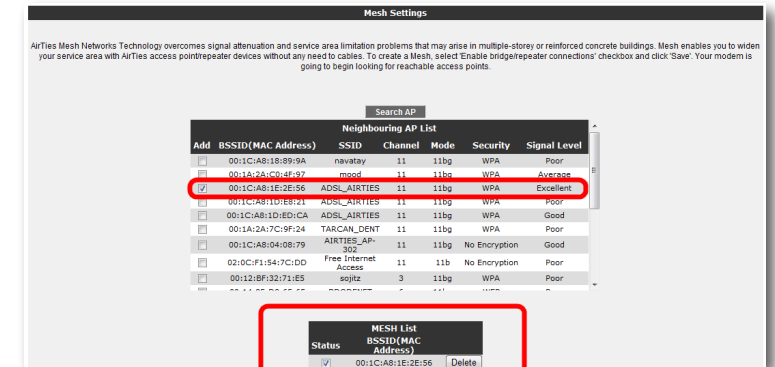 Mesh Settings
AirTies Mesh Networks Technology overcomes signal attenuation and service area limitation problems that may arise in multiple-storey or reinforced concrete buildings. Mesh enables you to widen
your service area with AirTies access point/repeater devices without any need to cables. To create a Mesh, select 'Enable bridge/repeater connections' checkbox and click 'Save'. Your modem is
going to begin looking for reachable access points.
Search AP
Neighbouring AP List
Add BSSID(MAC Address) SSID Channel Mode Security Signal Level
00:1C:A8:18:89:9A navatay 11 11bg WPA Poor
00:1A:2A:C0:4F:97 mood 11 11bg WPA Average
00:1C:A8:1E:2E:56 ADSL_AIRTIES 11 11bg WPA Excellent
00:1C:A8:1D:E8:21 ADSL_AIRTIES 11 11bg WPA Poor
00:1C:A8:1D:ED:CA ADSL_AIRTIES 11 11bg WPA Good
00:1A:2A:7C:9F:24 TARCAN_DENT 11 11bg WPA Poor
00:1C:A8:04:08:79 AIRTIES_AP-302 11 11bg No Encryption Good
02:0C:F1:54:7C:DD Free Internet Access 11 11b No Encryption Poor
00:12:BF:32:71:E5 sojitz 3 11bg WPA Poor
MESH List
Status BSSID(MAC Address)
00:1C:A8:1E:2E:56 Delete